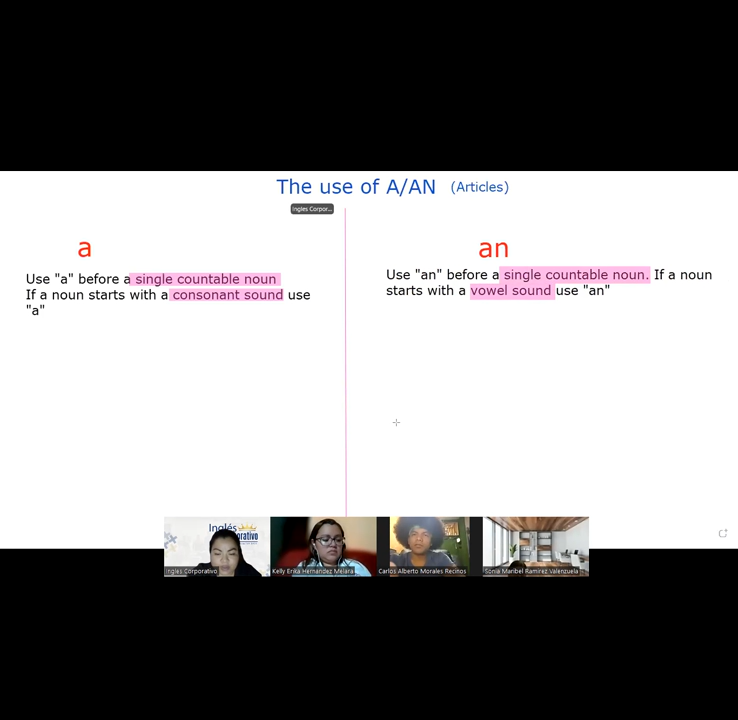 The use of A/AN (Articles)
Ingles Corpor...
a
Use "a" before a single countable noun
If a noun starts with a consonant sound use
"a"
an
Use "an" before a single countable noun. If a noun
starts with a vowel sound use "an"
Inglés
orativo
Ingles Corporativo
Kelly Erika Hernandez Melara
Carlos Alberto Morales Recinos
Sonia Maribel Ramirez Valenzuela